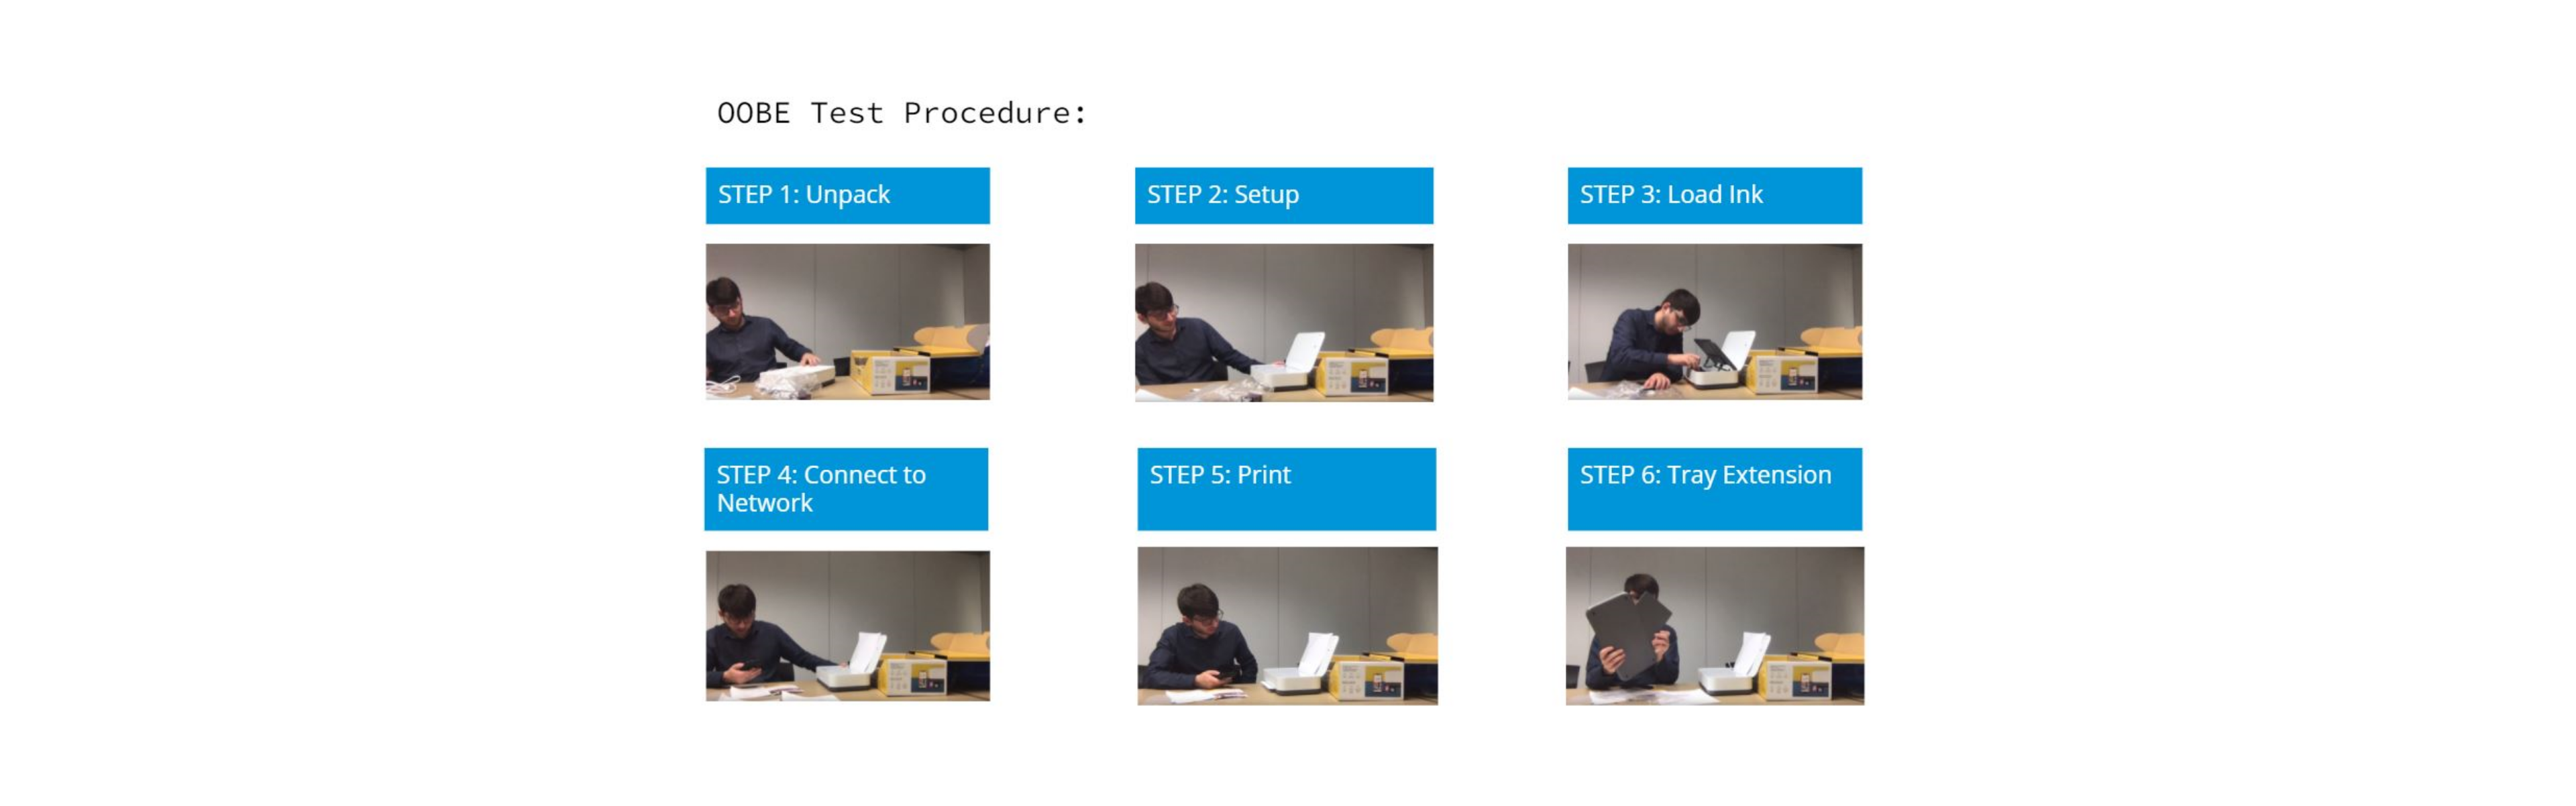 OOBE Test Procedure:
STEP 1: Unpack
STEP 2: Setup
STEP 3: Load Ink
STEP 4: Connect to
Network
STEP 5: Print
STEP 6: Tray Extension